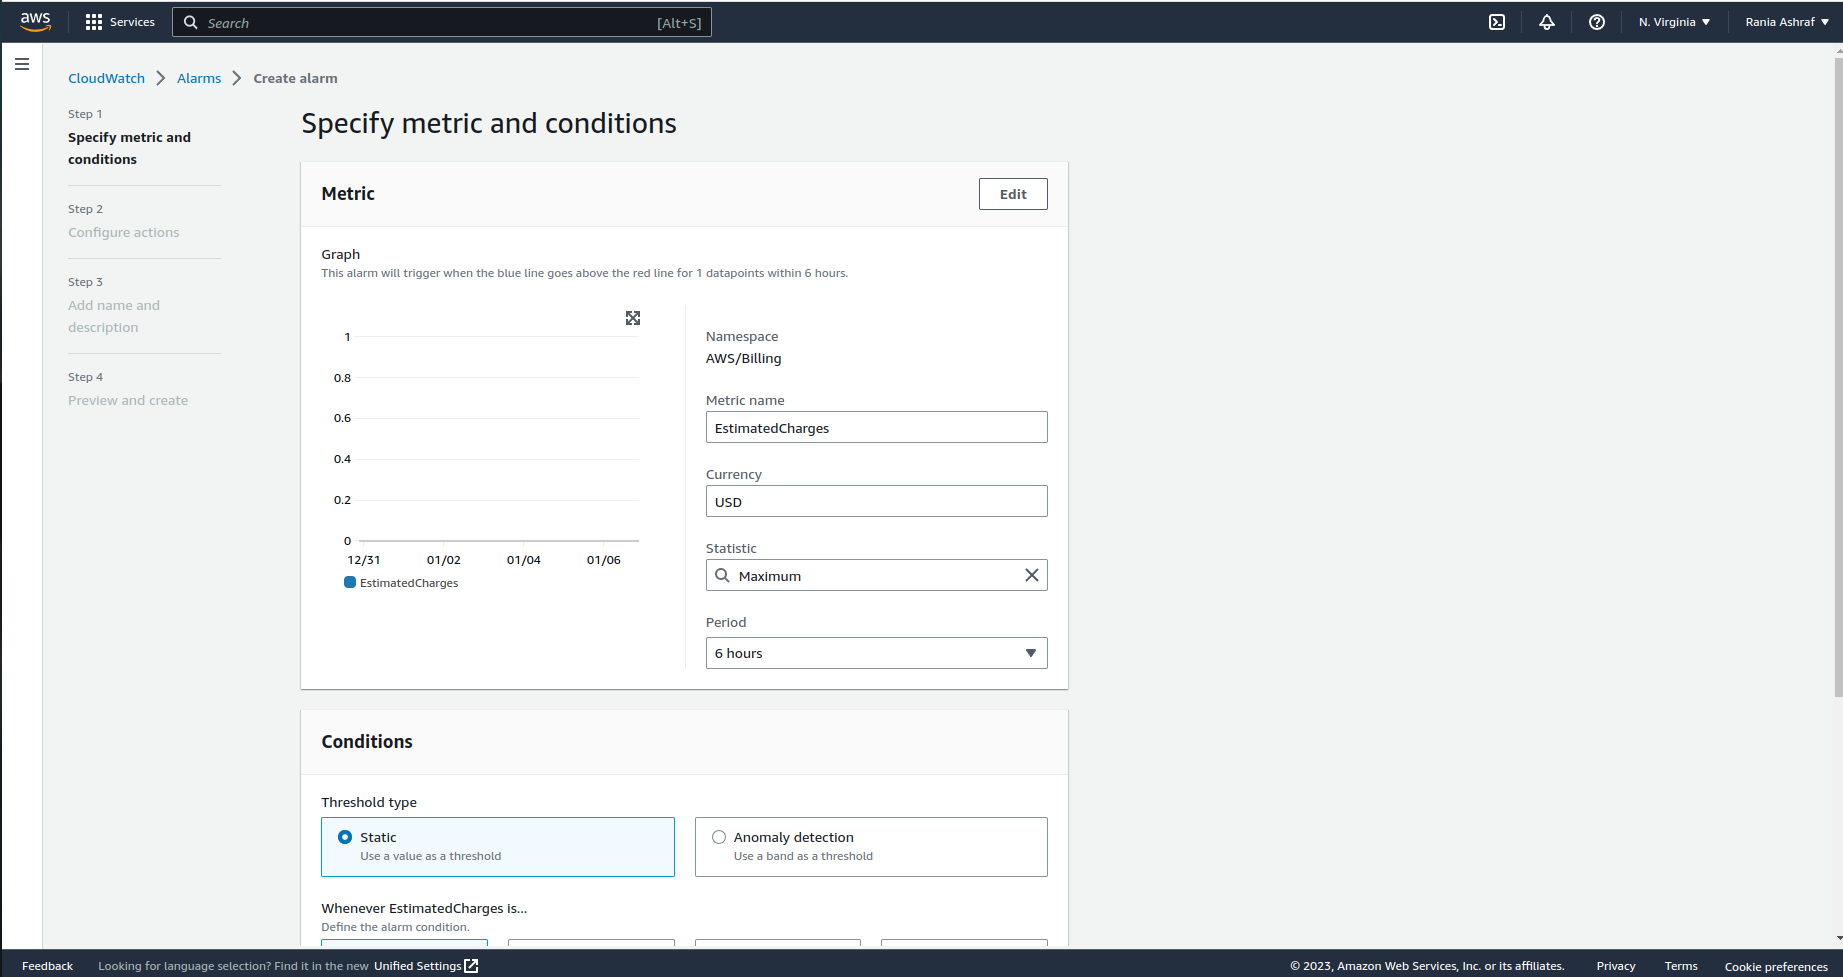 aws
Services
Search
[Alt+S]
N. Virginia
Rania Ashraf
CloudWatch
Alarms
Create alarm
Step 1
Specify metric and
conditions
Step 2
Configure actions
Step 3
Add name and
description
Step 4
Preview and create
Specify metric and conditions
Metric
Edit
Graph
This alarm will trigger when the blue line goes above the red line for 1 datapoints within 6 hours.
1
0.8
0.6
0.4
0.2
0
12/31 01/02 01/04 01/06
EstimatedCharges
Namespace
AWS/Billing
Metric name
EstimatedCharges
Currency
USD
Statistic
Maximum
Period
6 hours
Conditions
Threshold type
Static
Use a value as a threshold
Anomaly detection
Use a band as a threshold
Whenever EstimatedCharges is...
Define the alarm condition.
Feedback
Looking for language selection? Find it in the new Unified Settings
© 2023, Amazon Web Services, Inc. or its affiliates.
Privacy
Terms
Cookie preferences